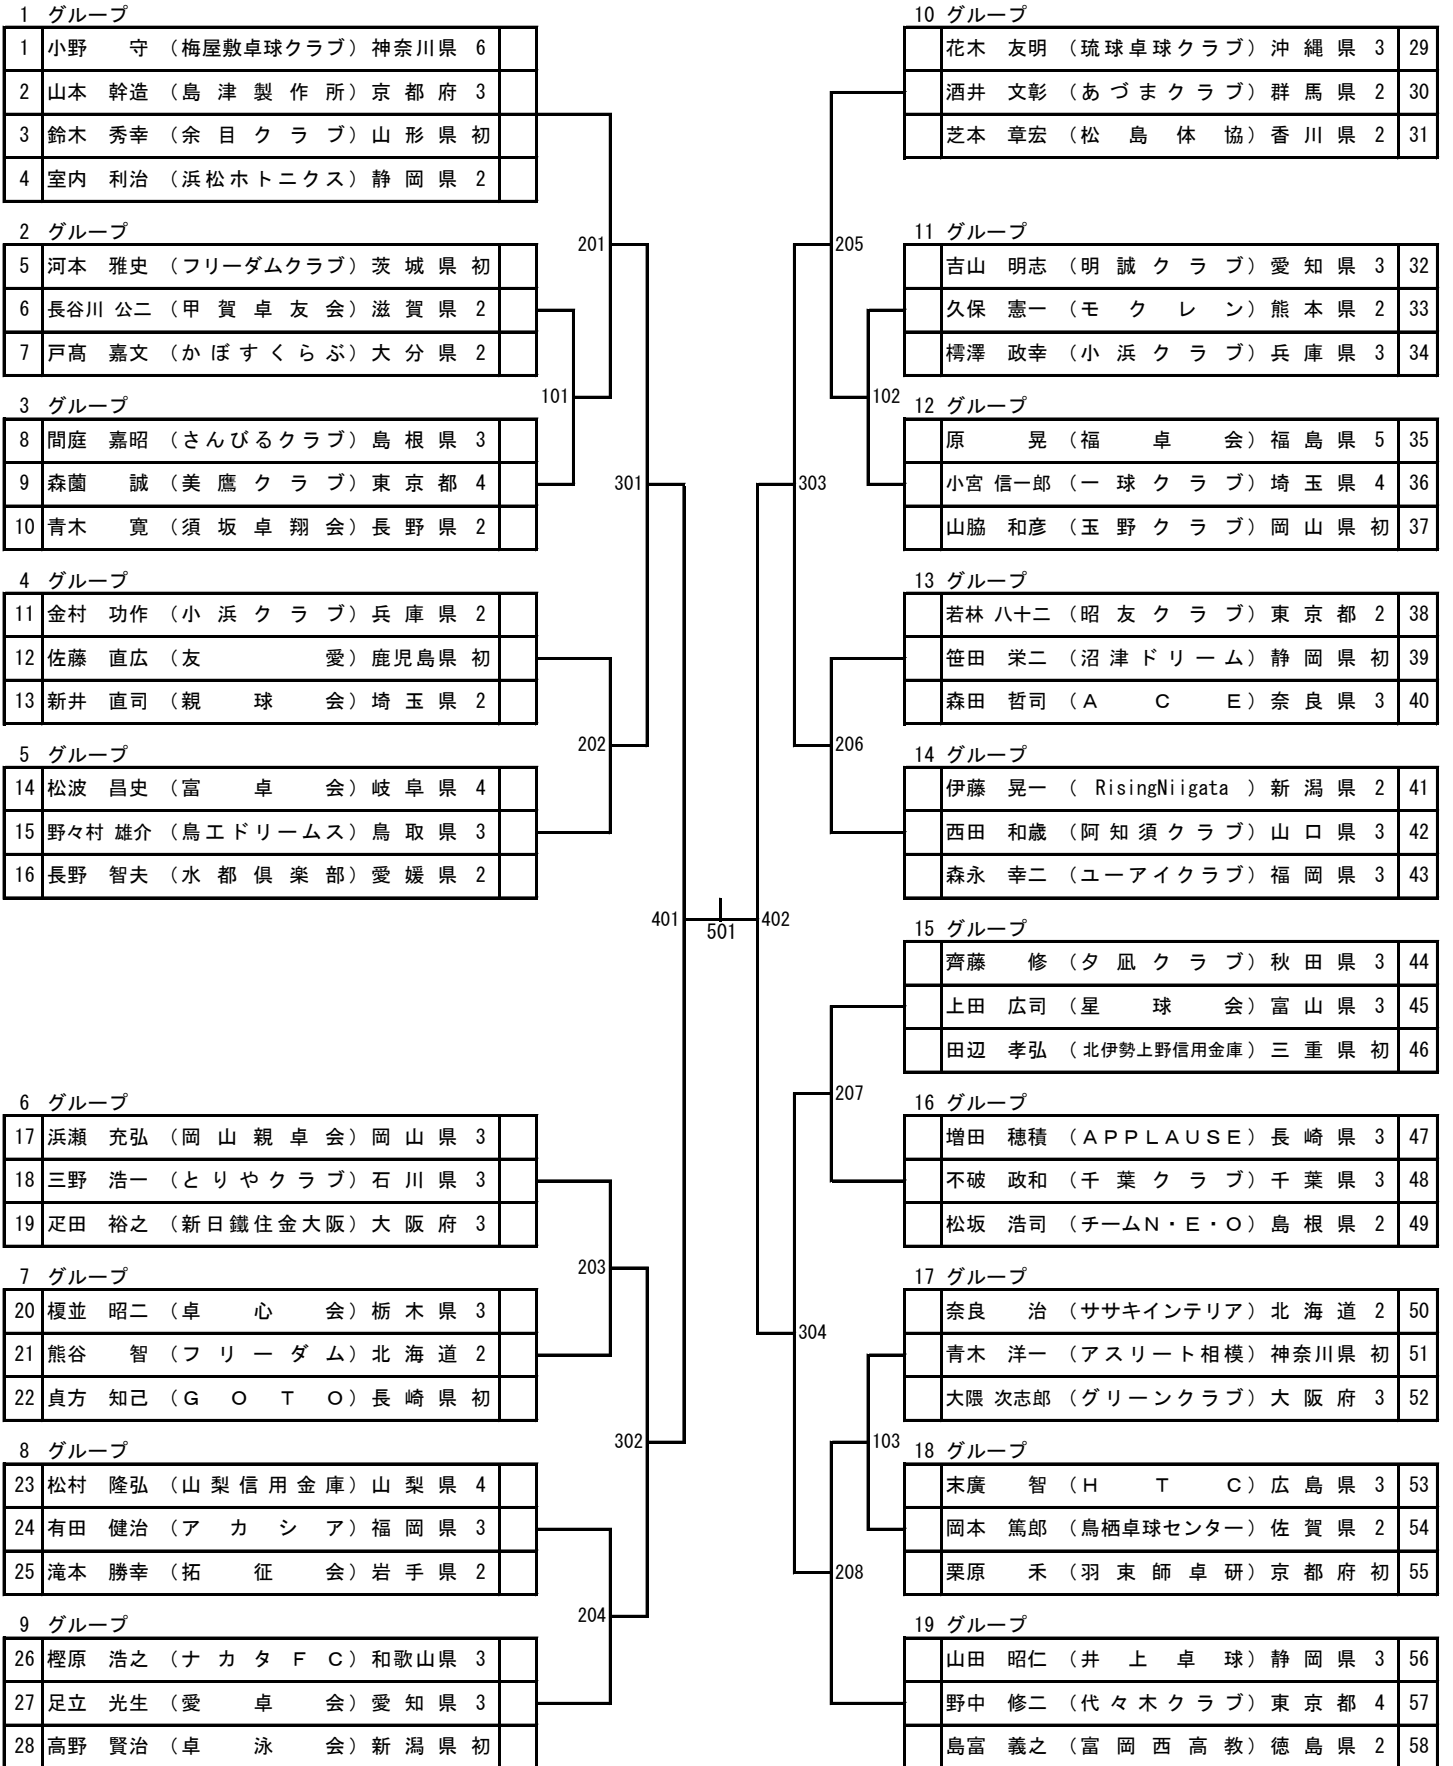 1 グループ
1 小野 守 (梅屋敷卓球クラブ) 神奈川県 6
2 山本 幹造 (島津製作所) 京都府 3
3 鈴木 秀幸 (余目クラブ) 山形県 初
4 室内 利治 (浜松ホトニクス) 静岡県 2
2 グループ
5 河本 雅史 (フリーダムクラブ) 茨城県 初
6 長谷川 公二 (甲賀卓友会) 滋賀県 2
7 戸髙 嘉文 (かぼすくらぶ) 大分県 2
3 グループ
8 間庭 嘉昭 (さんびるクラブ) 島根県 3
9 森薗 誠 (美鷹クラブ) 東京都 4
10 青木 寛 (須坂卓翔会) 長野県 2
4 グループ
11 金村 功作 (小浜クラブ) 兵庫県 2
12 佐藤 直広 (友愛) 鹿児島県 初
13 新井 直司 (親球会) 埼玉県 2
5 グループ
14 松波 昌史 (富卓会) 岐阜県 4
15 野々村 雄介 (鳥工ドリームス) 鳥取県 3
16 長野 智夫 (水都倶楽部) 愛媛県 2
6 グループ
17 浜瀬 充弘 (岡山親卓会) 岡山県 3
18 三野 浩一 (とりやクラブ) 石川県 3
19 疋田 裕之 (新日鐵住金大阪) 大阪府 3
7 グループ
20 榎並 昭二 (卓心会) 栃木県 3
21 熊谷 智 (フリーダム) 北海道 2
22 貞方 知己 (GOTO) 長崎県 初
8 グループ
23 松村 隆弘 (山梨信用金庫) 山梨県 4
24 有田 健治 (アカシア) 福岡県 3
25 滝本 勝幸 (拓征会) 岩手県 2
9 グループ
26 樫原 浩之 (ナカタFC) 和歌山県 3
27 足立 光生 (愛卓会) 愛知県 3
28 高野 賢治 (卓泳会) 新潟県 初
101
201
202
203
204
301
302
401
501
402
303
304
205
206
207
208
102
103
10 グループ
花木 友明 (琉球卓球クラブ) 沖縄県 3 29
酒井 文彰 (あづまクラブ) 群馬県 2 30
芝本 章宏 (松島体協) 香川県 2 31
11 グループ
吉山 明志 (明誠クラブ) 愛知県 3 32
久保 憲一 (モクレン) 熊本県 2 33
樗澤 政幸 (小浜クラブ) 兵庫県 3 34
12 グループ
原 晃 (福卓会) 福島県 5 35
小宮 信一郎 (一球クラブ) 埼玉県 4 36
山脇 和彦 (玉野クラブ) 岡山県 初 37
13 グループ
若林 八十二 (昭友クラブ) 東京都 2 38
笹田 栄二 (沼津ドリーム) 静岡県 初 39
森田 哲司 (ACE) 奈良県 3 40
14 グループ
伊藤 晃一 (RisingNiigata) 新潟県 2 41
西田 和歳 (阿知須クラブ) 山口県 3 42
森永 幸二 (ユーアイクラブ) 福岡県 3 43
15 グループ
齊藤 修 (夕凪クラブ) 秋田県 3 44
上田 広司 (星球会) 富山県 3 45
田辺 孝弘 (北伊勢上野信用金庫) 三重県 初 46
16 グループ
増田 穂積 (APPLAUSE) 長崎県 3 47
不破 政和 (千葉クラブ) 千葉県 3 48
松坂 浩司 (チームN・E・O) 島根県 2 49
17 グループ
奈良 治 (ササキインテリア) 北海道 2 50
青木 洋一 (アスリート相模) 神奈川県 初 51
大隈 次志郎 (グリーンクラブ) 大阪府 3 52
18 グループ
末廣 智 (HTC) 広島県 3 53
岡本 篤郎 (鳥栖卓球センター) 佐賀県 2 54
栗原 禾 (羽束師卓研) 京都府 初 55
19 グループ
山田 昭仁 (井上卓球) 静岡県 3 56
野中 修二 (代々木クラブ) 東京都 4 57
島富 義之 (富岡西高教) 徳島県 2 58